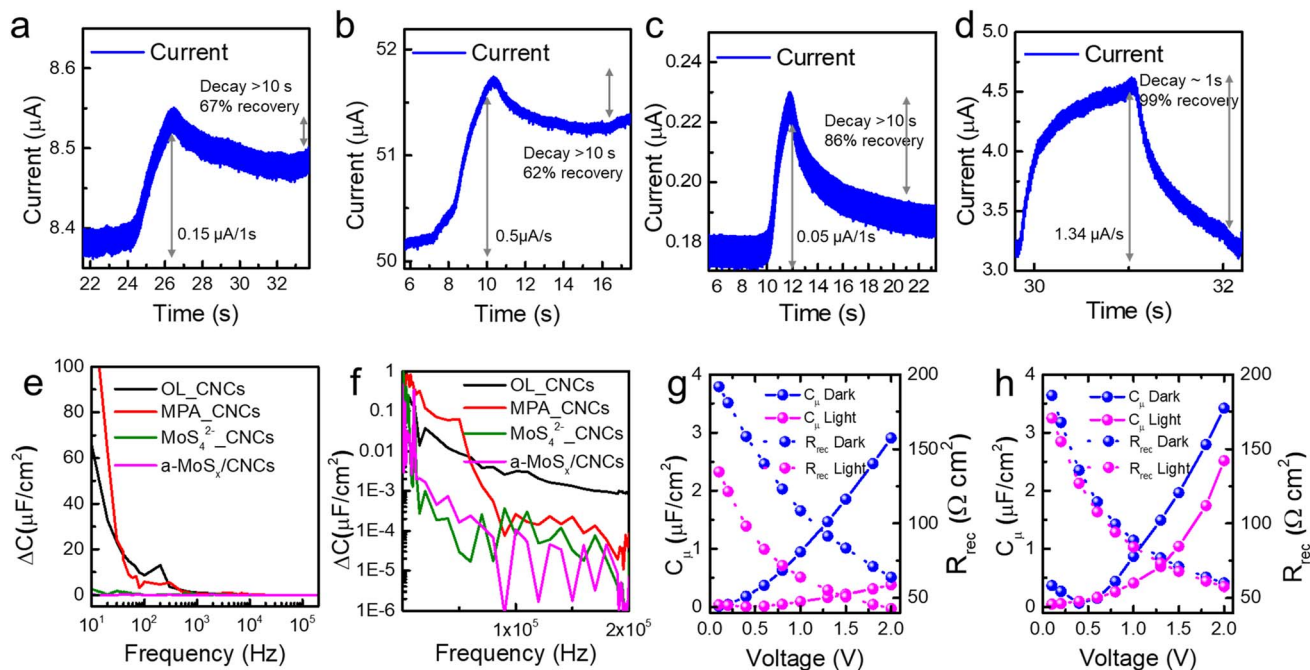 a
Current
Decay >10 s
67% recovery
0.15 μA/1s
8.6
8.5
8.4
Current (μA)
22 24 26 28 30 32
Time (s)
b
Current
Decay >10 s
62% recovery
0.5μA/s
52
51
50
Current (μA)
6 8 10 12 14 16
Time (s)
c
Current
Decay >10 s
86% recovery
0.05 μA/1s
0.24
0.22
0.20
0.18
Current (μA)
6 8 10 12 14 16 18 20 22
Time (s)
d
Current
Decay ~ 1s
99% recovery
1.34 μA/s
5.0
4.5
4.0
3.5
3.0
Current (μA)
30 32
Time (s)
e
OL_CNCs
MPA_CNCs
MoS₄²⁻_CNCs
a-MoSₓ/CNCs
100
80
60
40
20
0
ΔC(μF/cm²)
10¹ 10² 10³ 10⁴ 10⁵
Frequency (Hz)
f
OL_CNCs
MPA_CNCs
MoS₄²⁻_CNCs
a-MoSₓ/CNCs
1
0.1
0.01
1E-3
1E-4
1E-5
1E-6
ΔC(μF/cm²)
1x10⁵ 2x10⁵
Frequency (Hz)
g
Cμ Dark
Cμ Light
Rrec Dark
Rrec Light
4
3
2
1
0
Cμ (μF/cm²)
200
150
100
50
Rrec (Ω cm²)
0.0 0.5 1.0 1.5 2.0
Voltage (V)
h
Cμ Dark
Cμ Light
Rrec Dark
Rrec Light
4
3
2
1
0
Cμ (μF/cm²)
200
150
100
50
Rrec (Ω cm²)
0.0 0.5 1.0 1.5 2.0
Voltage (V)